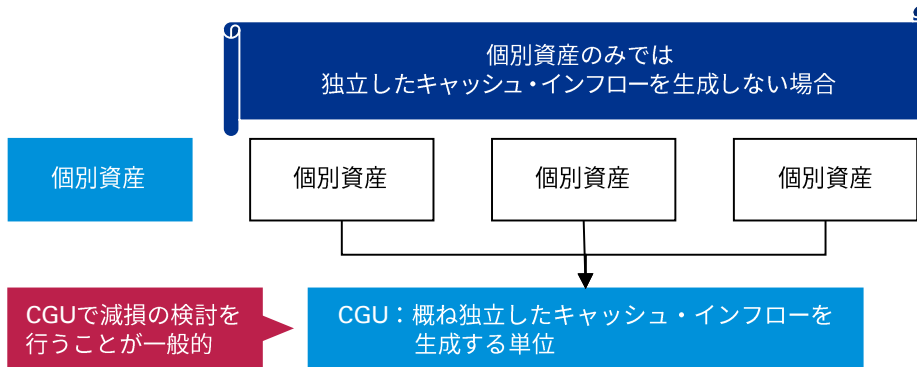 個別資産のみでは
独立したキャッシュ・インフローを生成しない場合
個別資産
個別資産
個別資産
個別資産
CGUで減損の検討を
行うことが一般的
CGU：概ね独立したキャッシュ・インフローを
生成する単位